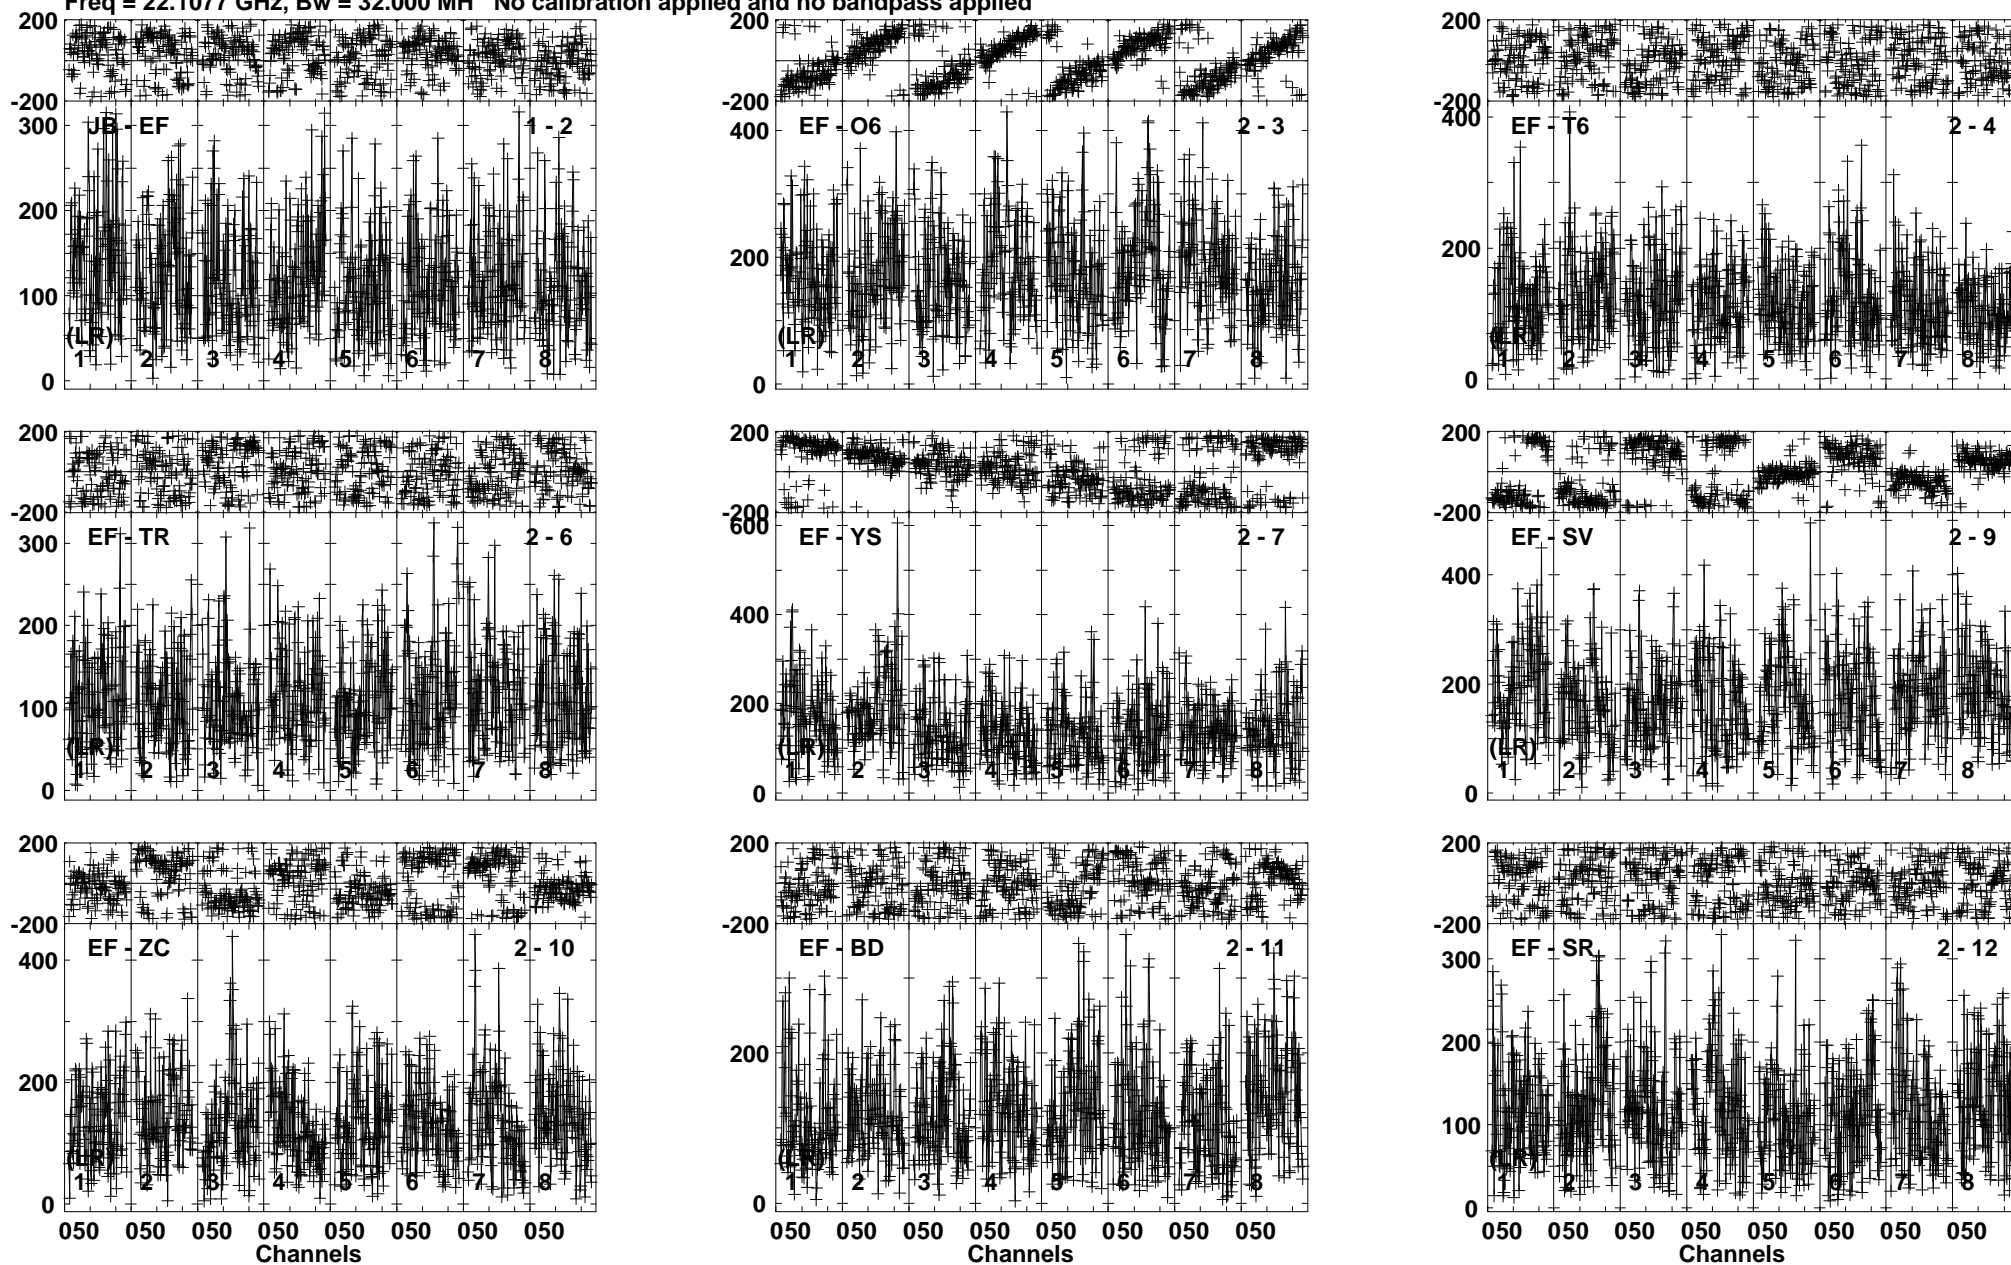 Freq = 22.1077 GHz, Bw = 32.000 MH No calibration applied and no bandpass applied
200
-200
JB - EF 1 - 2
300
200
100
0
(LR)
1 2 3 4 5 6 7 8
200
-200
EF - O6 2 - 3
400
200
0
(LR)
1 2 3 4 5 6 7 8
200
-200
EF - T6 2 - 4
400
200
0
(LR)
1 2 3 4 5 6 7 8
200
-200
EF - TR 2 - 6
300
200
100
0
(LR)
1 2 3 4 5 6 7 8
200
-200
EF - YS 2 - 7
600
400
200
0
(LR)
1 2 3 4 5 6 7 8
200
-200
EF - SV 2 - 9
400
200
0
(LR)
1 2 3 4 5 6 7 8
200
-200
EF - ZC 2 - 10
400
200
0
(LR)
1 2 3 4 5 6 7 8
050 050 050 050 050 050 050 050
Channels
200
-200
EF - BD 2 - 11
200
0
(LR)
1 2 3 4 5 6 7 8
050 050 050 050 050 050 050 050
Channels
200
-200
EF - SR 2 - 12
300
200
100
0
(LR)
1 2 3 4 5 6 7 8
050 050 050 050 050 050 050 050
Channels